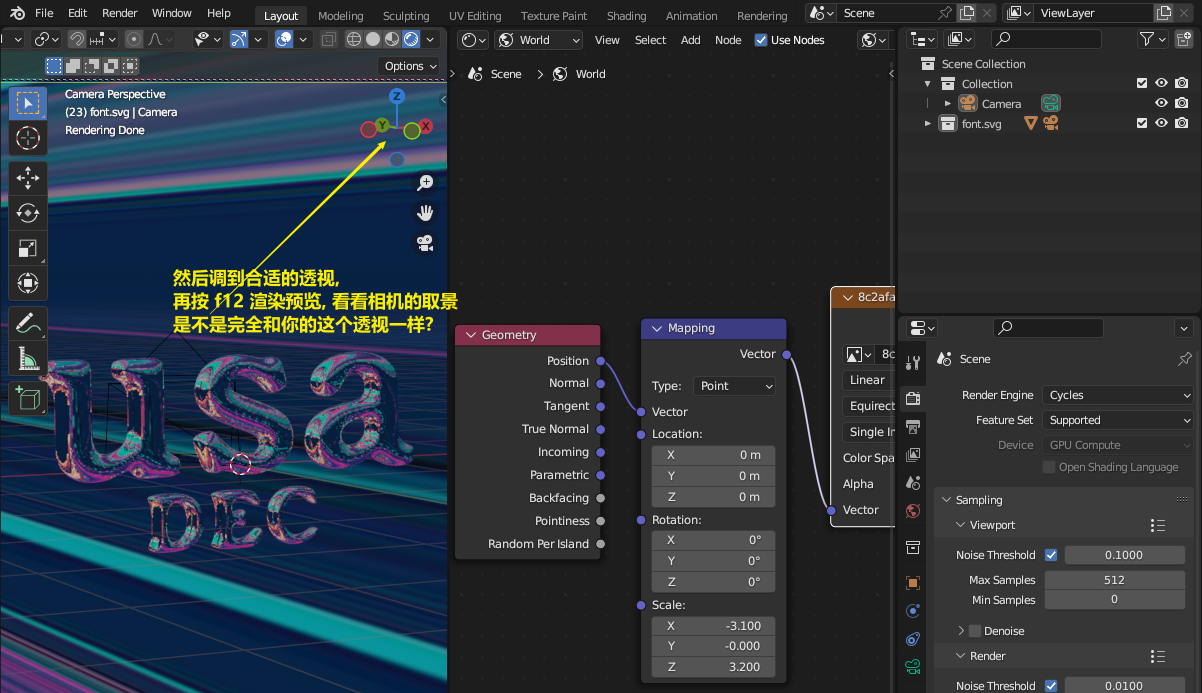 File Edit Render Window Help Layout Modeling Sculpting UV Editing Texture Paint Shading Animation Rendering Scene ViewLayer
World View Select Add Node Use Nodes
Options
Scene World
Camera Perspective
(23) font.svg | Camera
Rendering Done
Z
Y
X
然后调到合适的透视,
再按 f12 渲染预览, 看看相机的取景
是不是完全和你的这个透视一样?
usa
DEC
Geometry
Position
Normal
Tangent
True Normal
Incoming
Parametric
Backfacing
Pointiness
Random Per Island
Mapping
Vector
Type: Point
Vector
Location:
X 0 m
Y 0 m
Z 0 m
Rotation:
X 0°
Y 0°
Z 0°
Scale:
X -3.100
Y -0.000
Z 3.200
8c2afa
8c
Linear
Equirect
Single In
Color Spa
Alpha
Vector
Scene Collection
Collection
Camera
font.svg
Scene
Render Engine Cycles
Feature Set Supported
Device GPU Compute
Open Shading Language
Sampling
Viewport
Noise Threshold 0.1000
Max Samples 512
Min Samples 0
Denoise
Render
Noise Threshold 0.0100